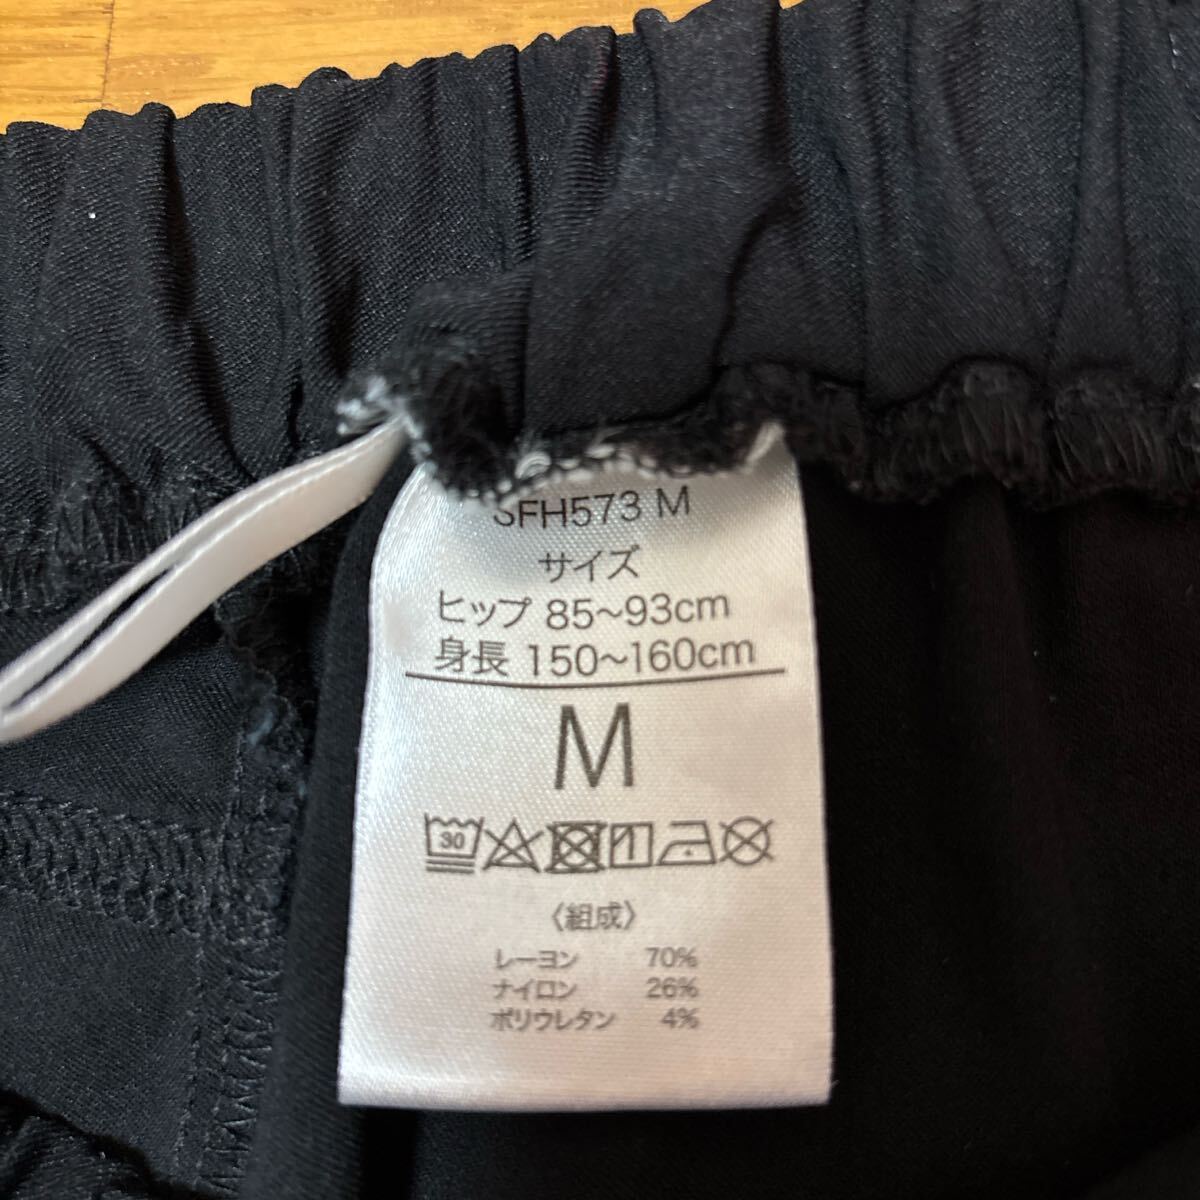 SFH573 M
サイズ
ヒップ 85~93cm
身長 150~160cm
M
30
〈組成〉
レーヨン 70%
ナイロン 26%
ポリウレタン 4%